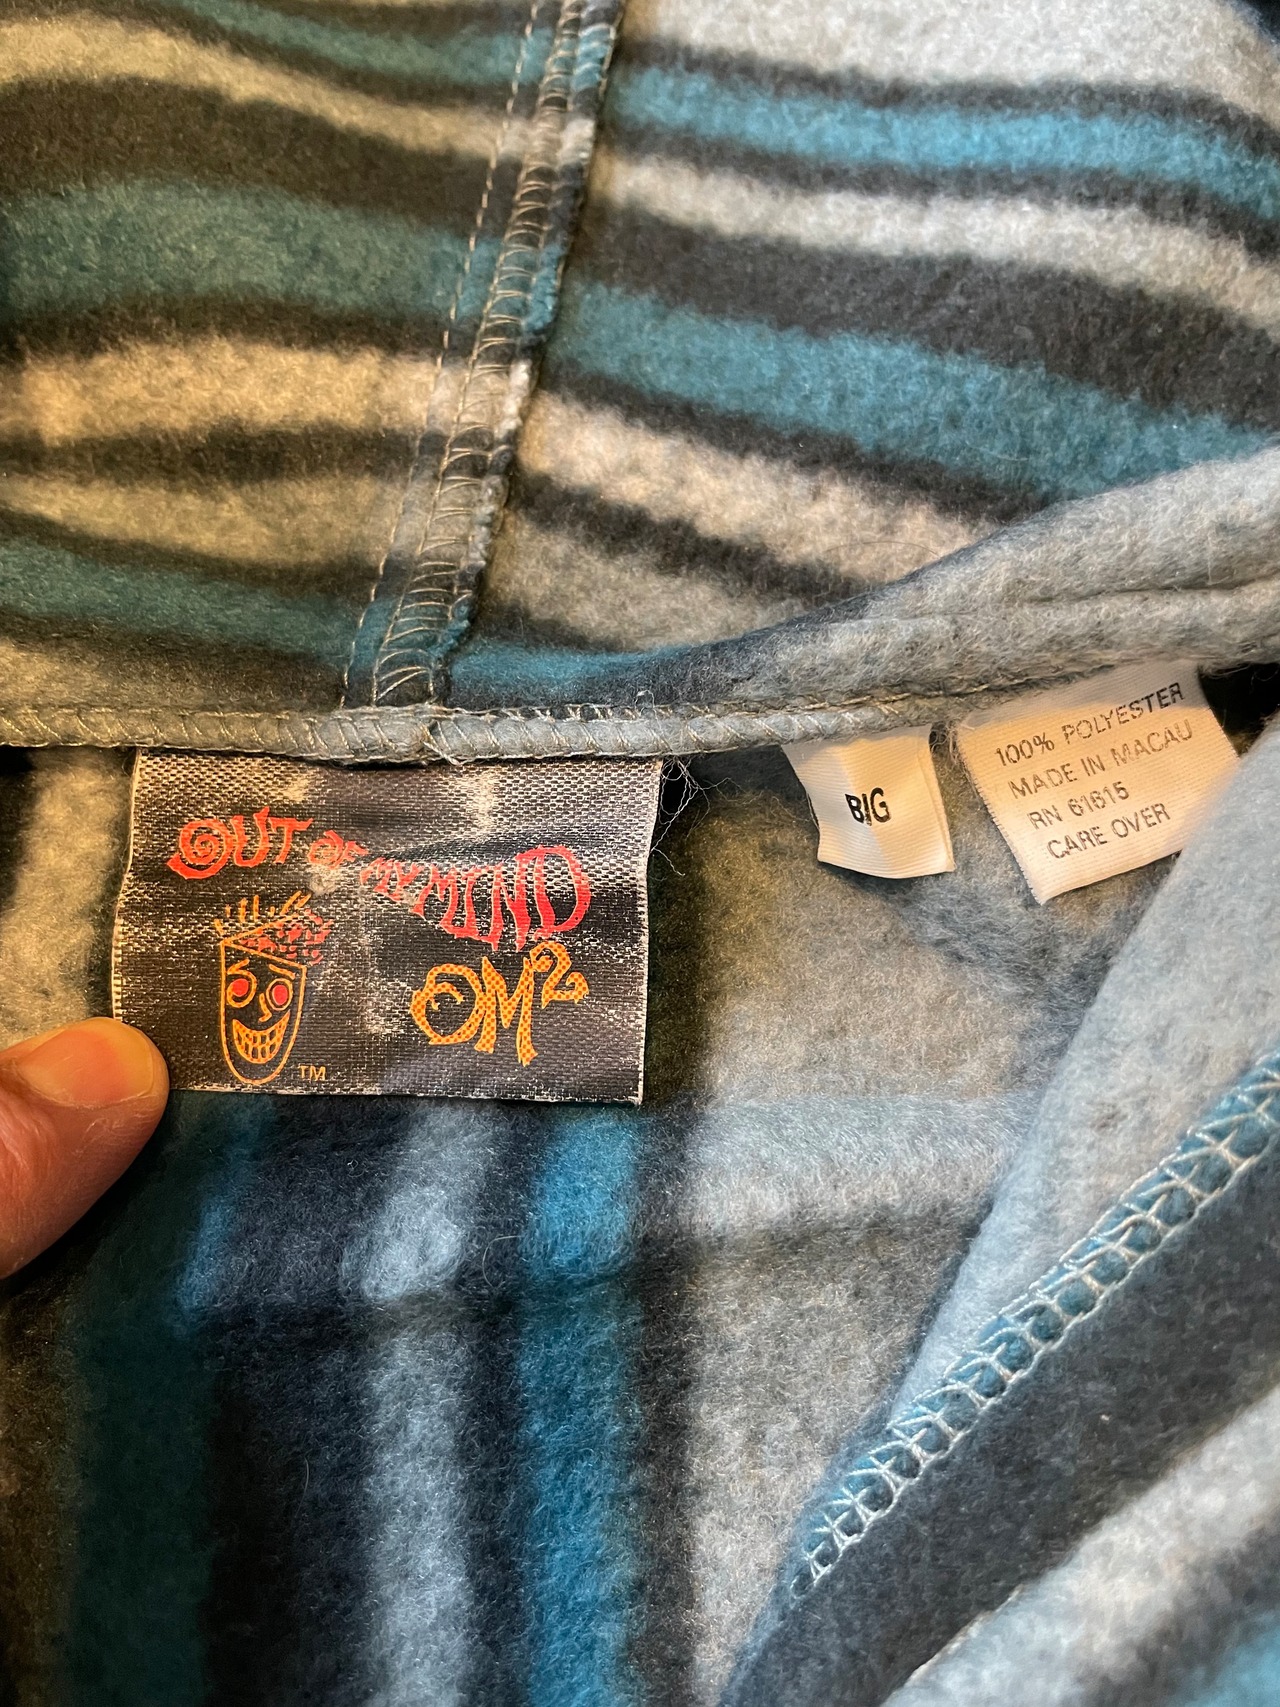 OUT OF MY MIND
OM²
TM
BIG
100% POLYESTER
MADE IN MACAU
RN 61615
CARE OVER